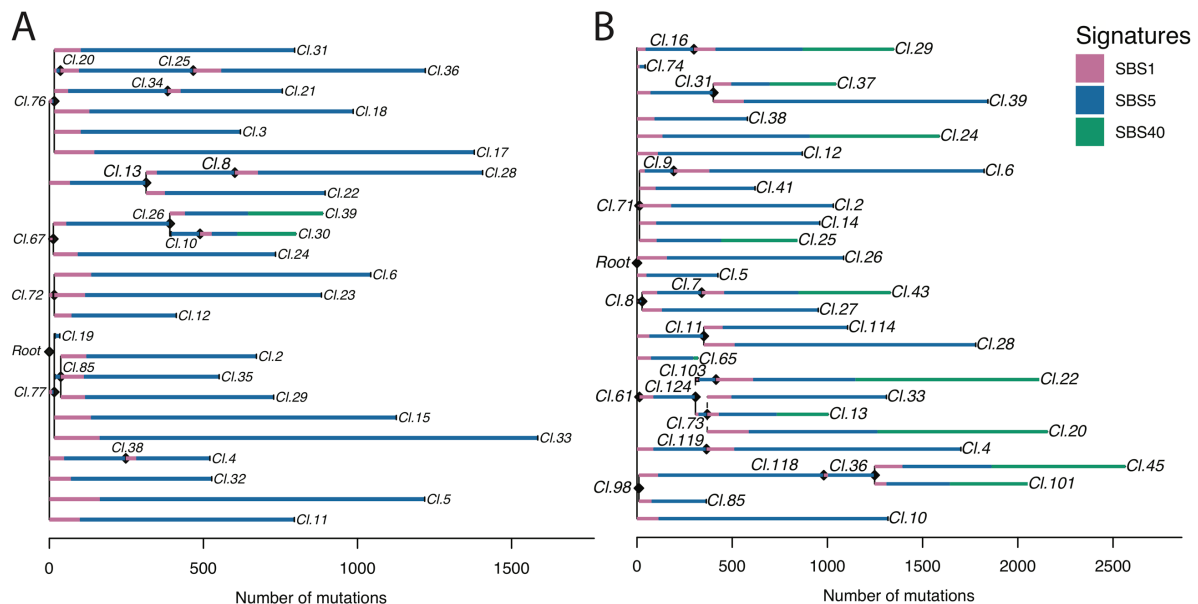 A
Cl.31
Cl.20
Cl.25
Cl.36
Cl.34
Cl.21
Cl.76
Cl.18
Cl.3
Cl.17
Cl.13
Cl.8
Cl.28
Cl.22
Cl.26
Cl.39
Cl.10
Cl.30
Cl.67
Cl.24
Cl.6
Cl.72
Cl.23
Cl.12
Cl.19
Root
Cl.2
Cl.85
Cl.35
Cl.77
Cl.29
Cl.15
Cl.33
Cl.38
Cl.4
Cl.32
Cl.5
Cl.11
0 500 1000 1500
Number of mutations
B
Cl.16
Cl.29
Cl.74
Cl.31
Cl.37
Cl.39
Cl.38
Cl.24
Cl.12
Cl.9
Cl.6
Cl.41
Cl.71
Cl.2
Cl.14
Cl.25
Root
Cl.26
Cl.5
Cl.7
Cl.43
Cl.8
Cl.27
Cl.11
Cl.114
Cl.28
Cl.65
Cl.103
Cl.22
Cl.61
Cl.124
Cl.33
Cl.73
Cl.13
Cl.20
Cl.119
Cl.4
Cl.118
Cl.36
Cl.45
Cl.101
Cl.98
Cl.85
Cl.10
0 500 1000 1500 2000 2500
Number of mutations
Signatures
SBS1
SBS5
SBS40